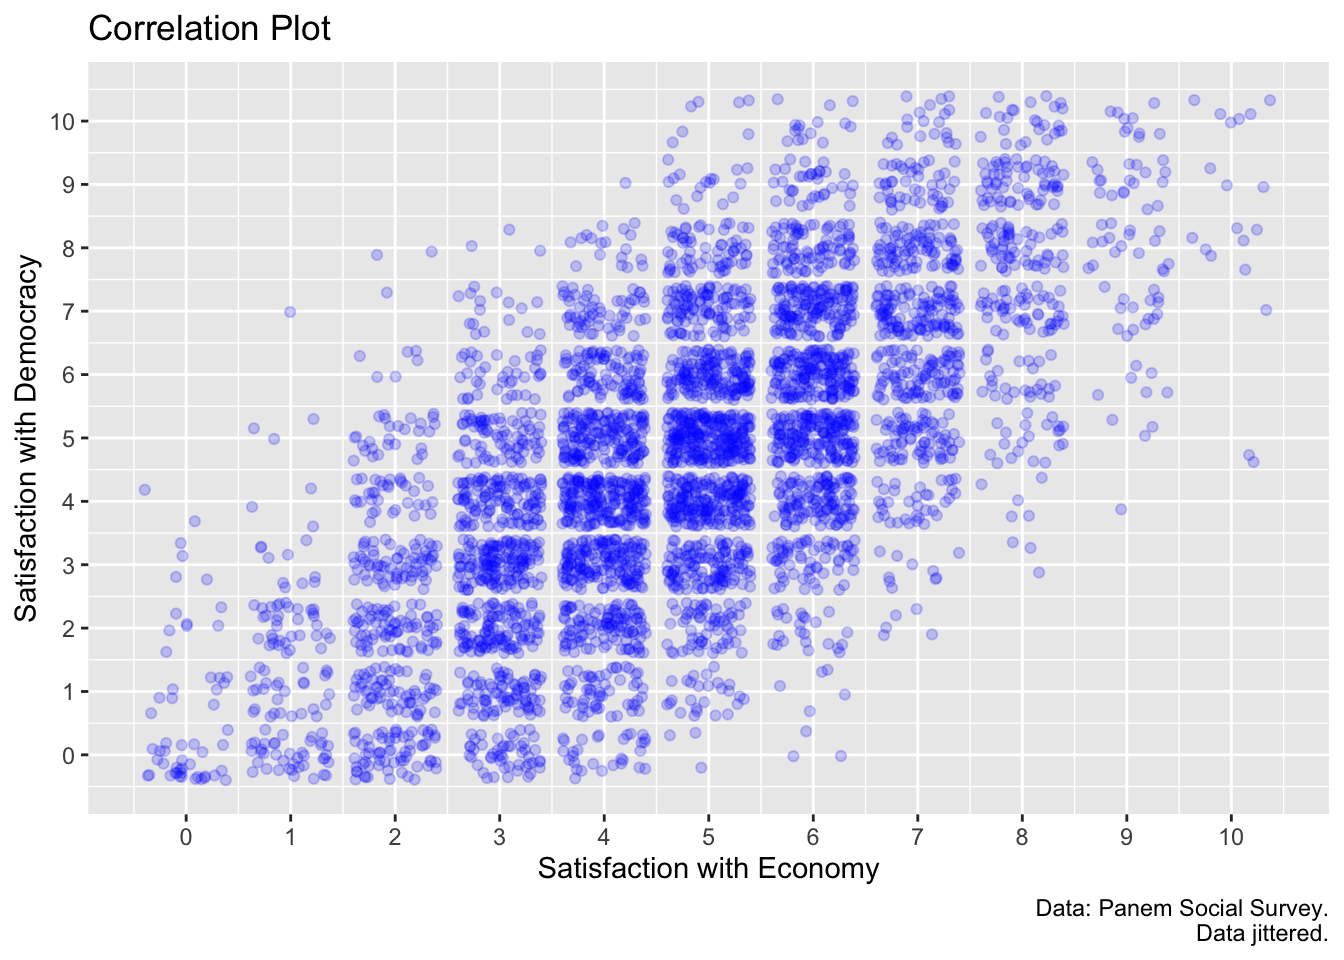 Correlation Plot
Satisfaction with Democracy
10
9
8
7
6
5
4
3
2
1
0
0 1 2 3 4 5 6 7 8 9 10
Satisfaction with Economy
Data: Panem Social Survey.
Data jittered.